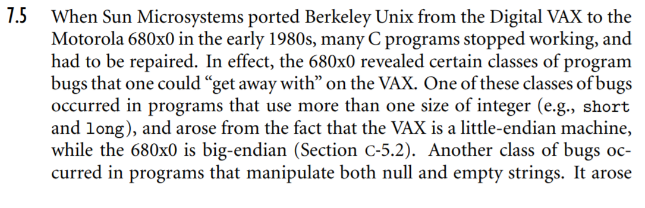 7.5 When Sun Microsystems ported Berkeley Unix from the Digital VAX to the
Motorola 680x0 in the early 1980s, many C programs stopped working, and
had to be repaired. In effect, the 680x0 revealed certain classes of program
bugs that one could “get away with” on the VAX. One of these classes of bugs
occurred in programs that use more than one size of integer (e.g., short
and long), and arose from the fact that the VAX is a little-endian machine,
while the 680x0 is big-endian (Section C-5.2). Another class of bugs oc-
curred in programs that manipulate both null and empty strings. It arose